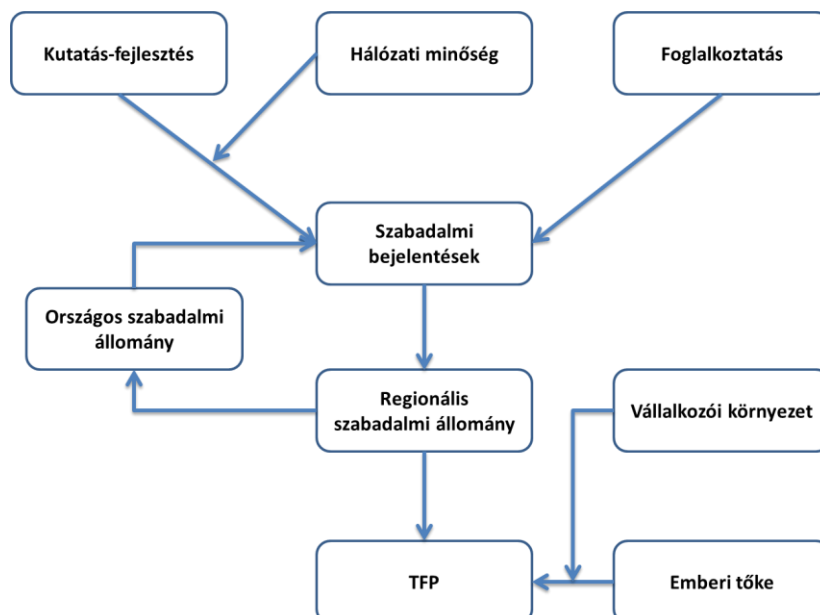 Kutatás-fejlesztés
Hálózati minőség
Foglalkoztatás
Szabadalmi
bejelentések
Országos szabadalmi
állomány
Regionális
szabadalmi állomány
Vállalkozói környezet
TFP
Emberi tőke